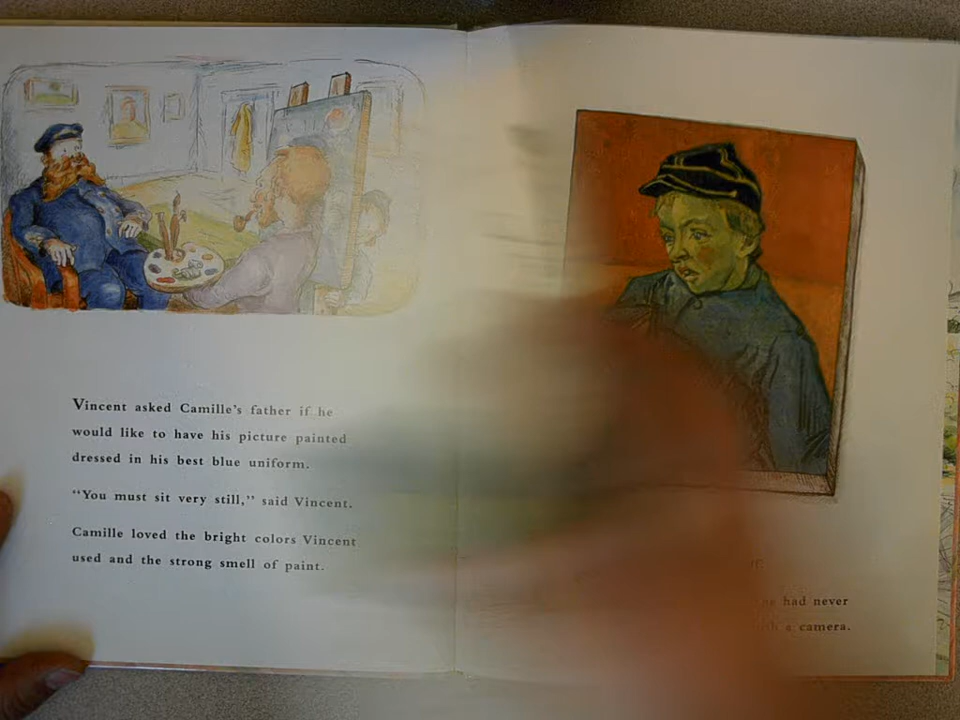 Vincent asked Camille's father if he
would like to have his picture painted
dressed in his best blue uniform.
"You must sit very still," said Vincent.
Camille loved the bright colors Vincent
used and the strong smell of paint.
had never
a camera.